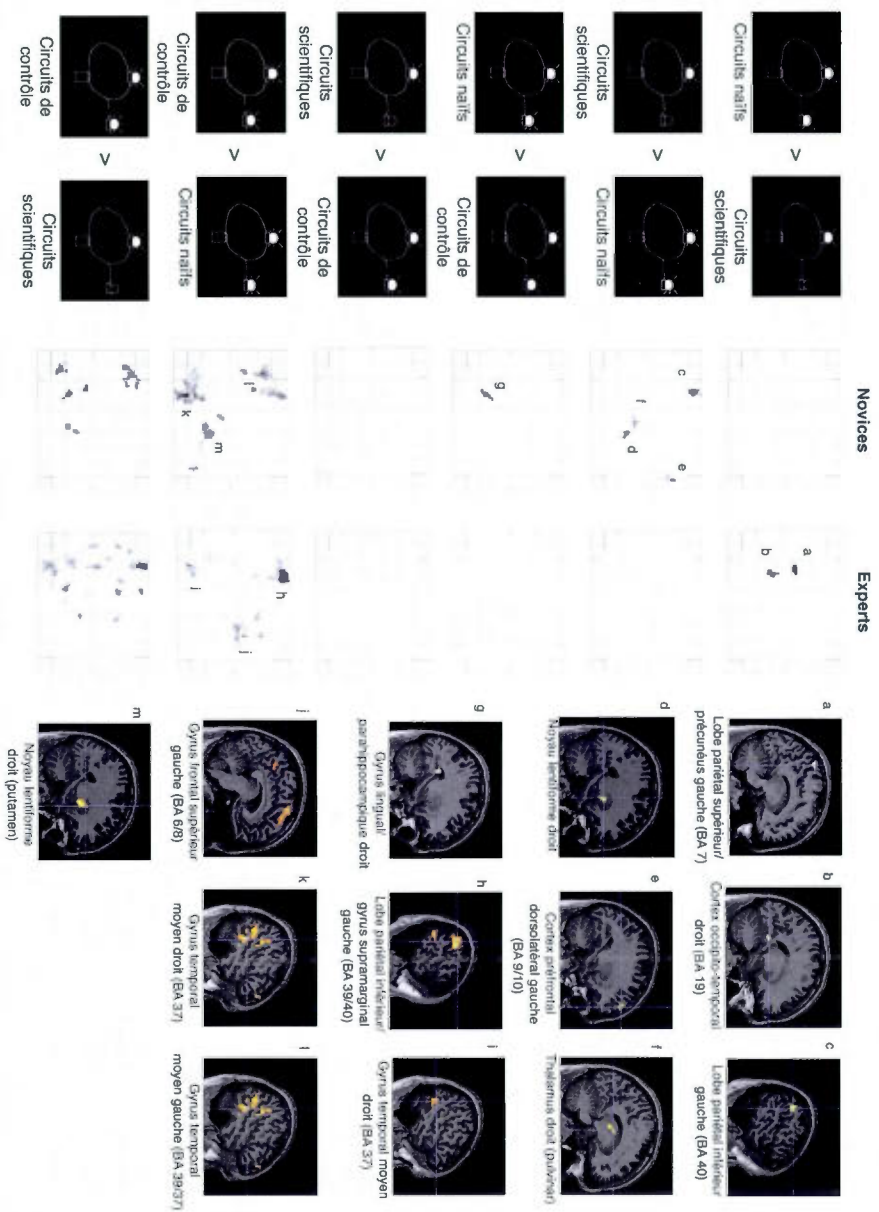 Novices
Experts
Circuits naïfs
>
Circuits
scientifiques
a
b
Circuits
scientifiques
>
Circuits naïfs
c
f
d
e
Circuits naïfs
>
Circuits de
contrôle
g
Circuits
scientifiques
>
Circuits de
contrôle
Circuits de
contrôle
>
Circuits naïfs
l
k
m
h
i
j
Circuits de
contrôle
>
Circuits
scientifiques
a
Lobe pariétal supérieur/
précunéus gauche (BA 7)
b
Cortex occipito-temporal
droit (BA 19)
c
Lobe pariétal inférieur
gauche (BA 40)
d
Noyau lentiforme droit
e
Cortex préfrontal
dorsolatéral gauche
(BA 9/10)
f
Thalamus droit (pulvinar)
g
Gyrus lingual/
parahippocampique droit
h
Lobe pariétal inférieur/
gyrus supramarginal
gauche (BA 39/40)
i
Gyrus temporal moyen
droit (BA 37)
j
Gyrus frontal supérieur
gauche (BA 6/8)
k
Gyrus temporal
moyen droit (BA 37)
l
Gyrus temporal
moyen gauche (BA 39/37)
m
Noyau lentiforme
droit (putamen)